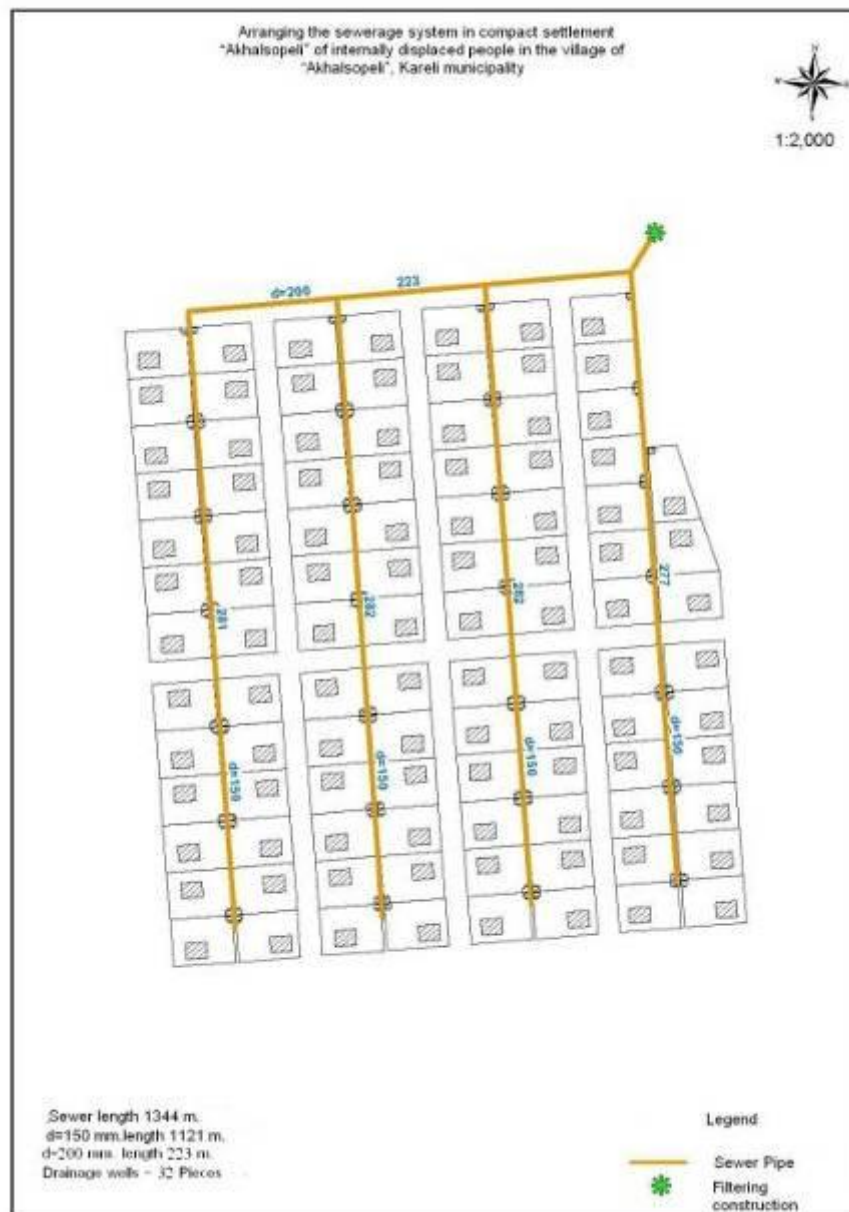 Arranging the sewerage system in compact settlement
"Akhalsopeli" of internally displaced people in the village of
"Akhalsopeli", Kareli municipality
N
1:2,000
223
d=200
277
282
282
281
d=150
d=150
d=150
d=150
Sewer length 1344 m.
d=150 mm.length 1121 m.
d=200 mm. length 223 m.
Drainage wells – 32 Pieces
Legend
Sewer Pipe
Filtering
construction